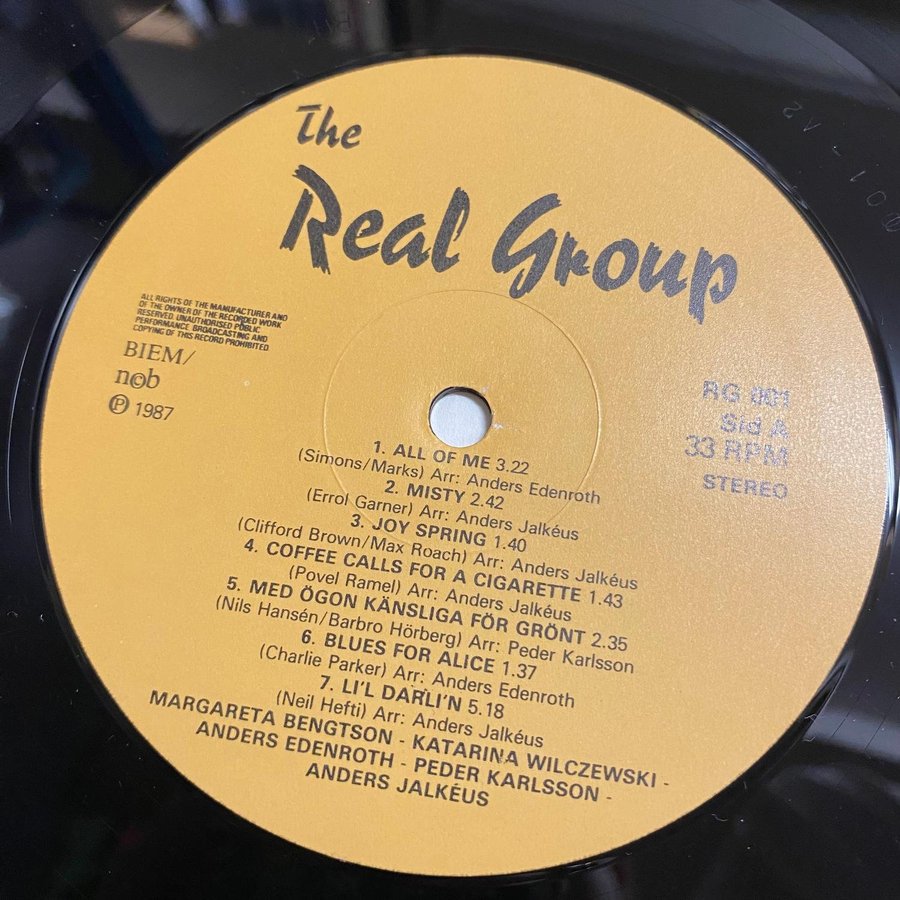 The
Real Group
ALL RIGHTS OF THE MANUFACTURER AND
OF THE OWNER OF THE RECORDED WORK
RESERVED. UNAUTHORISED PUBLIC
PERFORMANCE. BROADCASTING AND
COPYING OF THIS RECORD PROHIBITED.
BIEM/
n©b
Ⓟ 1987
RG 001
Sid A
33 RPM
STEREO
1. ALL OF ME 3.22
(Simons/Marks) Arr: Anders Edenroth
2. MISTY 2.42
(Errol Garner) Arr: Anders Jalkéus
3. JOY SPRING 1.40
(Clifford Brown/Max Roach) Arr: Anders Jalkéus
4. COFFEE CALLS FOR A CIGARETTE 1.43
(Povel Ramel) Arr: Anders Jalkéus
5. MED ÖGON KÄNSLIGA FÖR GRÖNT 2.35
(Nils Hansén/Barbro Hörberg) Arr: Peder Karlsson
6. BLUES FOR ALICE 1.37
(Charlie Parker) Arr: Anders Edenroth
7. LI'L DARLI'N 5.18
(Neil Hefti) Arr: Anders Jalkéus
MARGARETA BENGTSON - KATARINA WILCZEWSKI -
ANDERS EDENROTH - PEDER KARLSSON -
ANDERS JALKÉUS